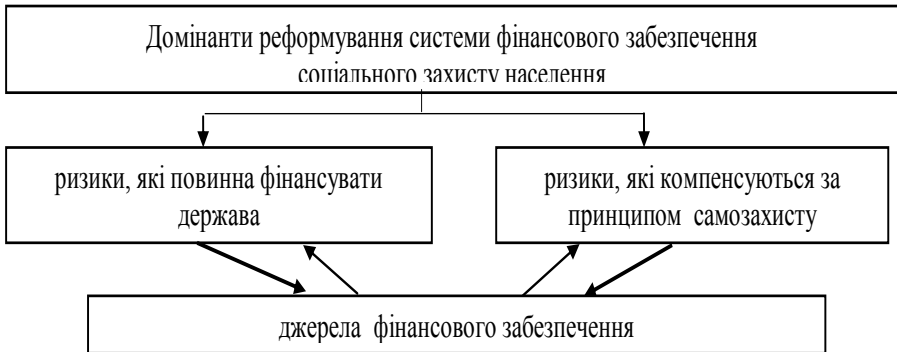 Домінанти реформування системи фінансового забезпечення
соціального захисту населення
ризики, які повинна фінансувати
держава
ризики, які компенсуються за
принципом самозахисту
джерела фінансового забезпечення